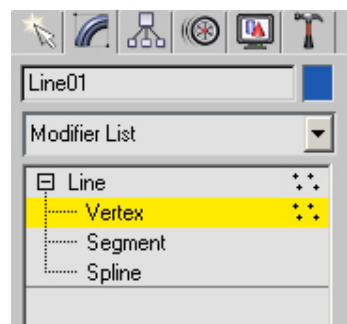 Line01
Modifier List
Line
Vertex
Segment
Spline